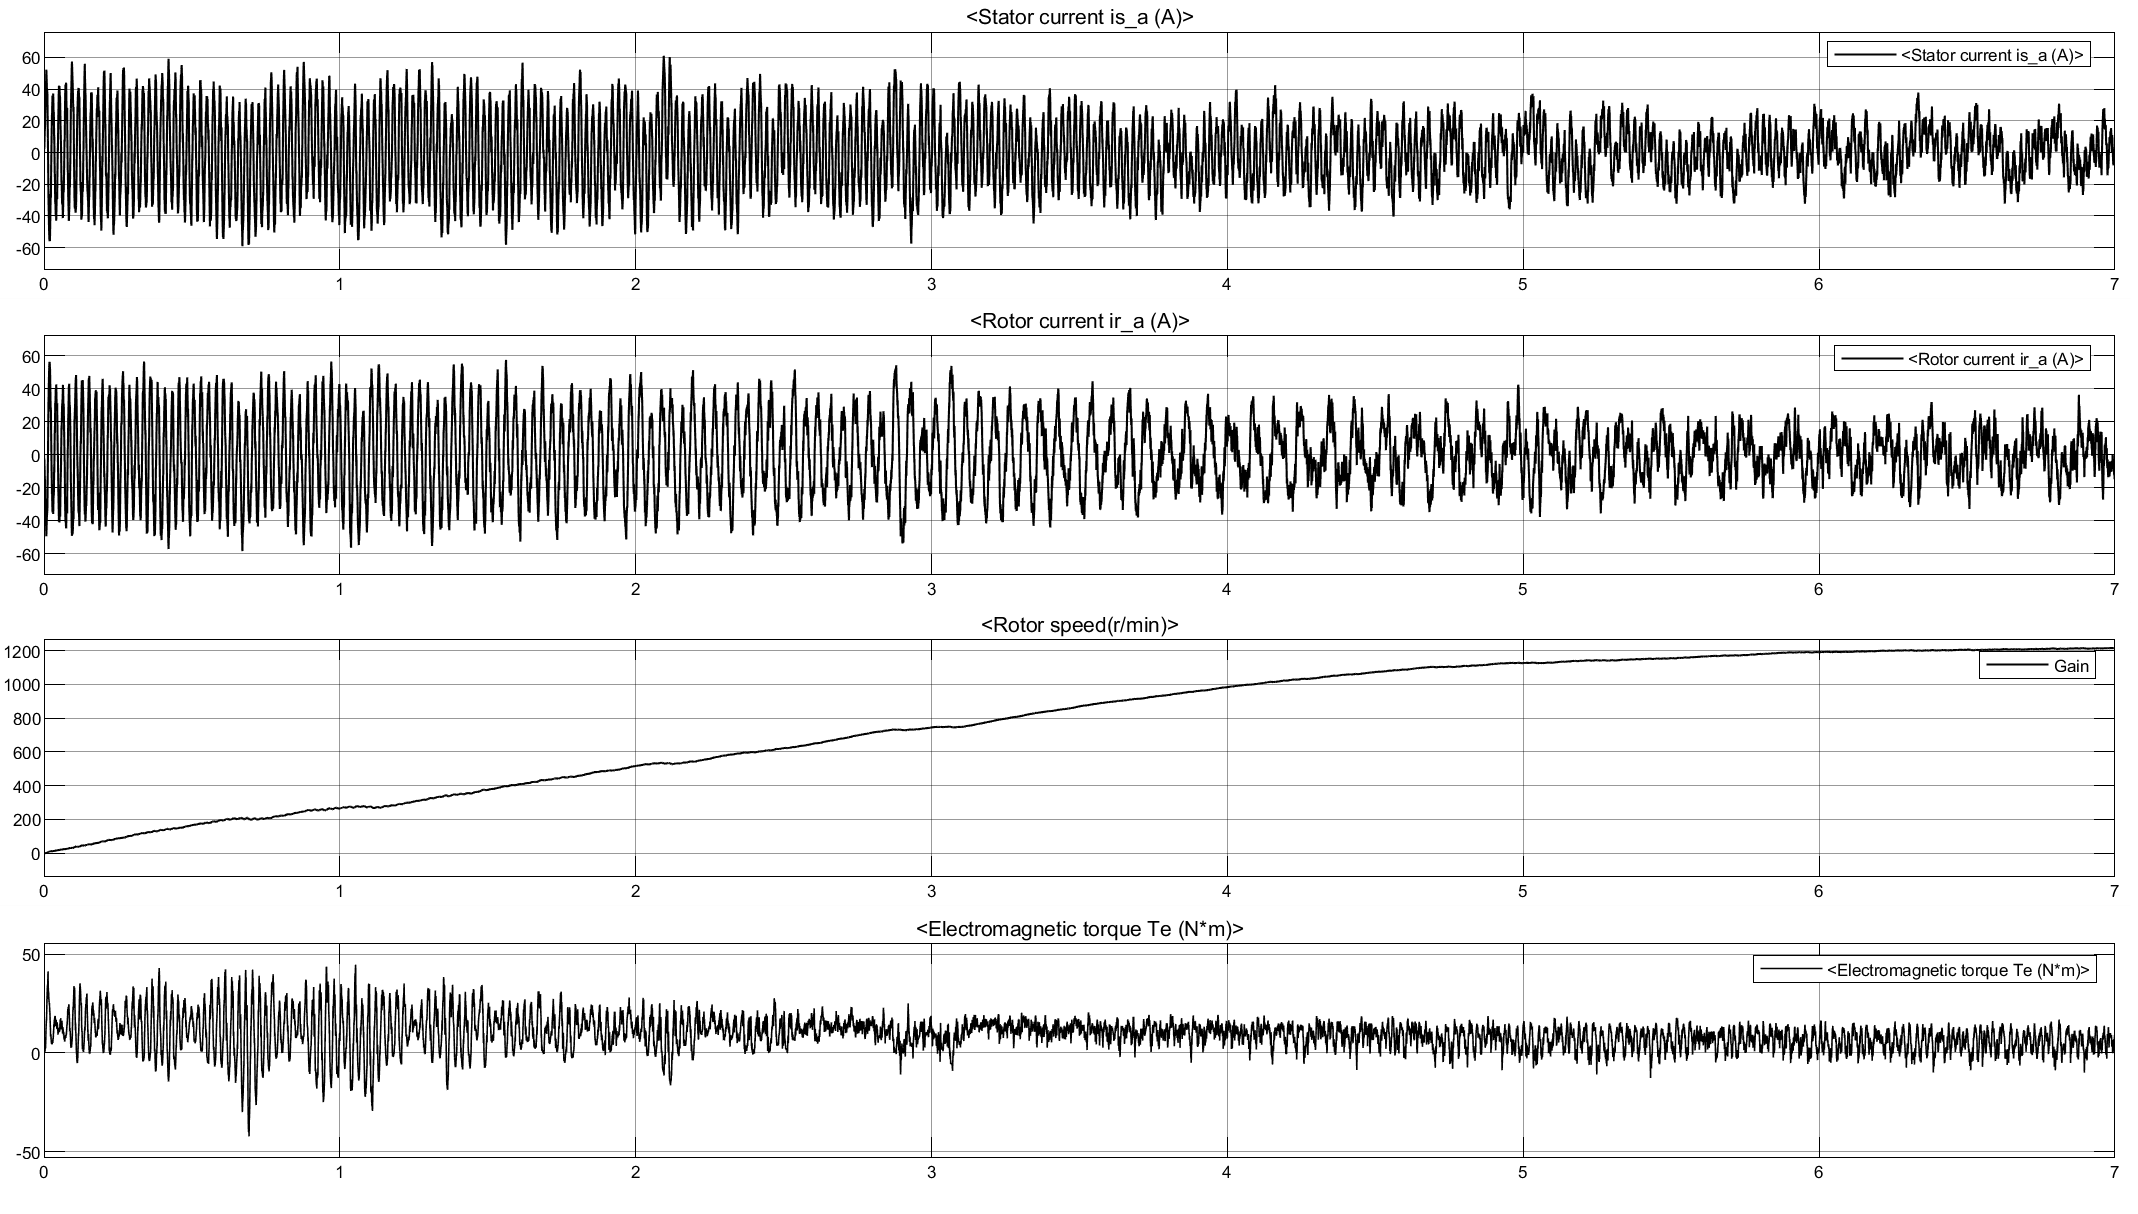 <Stator current is_a (A)>
<Stator current is_a (A)>
60
40
20
0
-20
-40
-60
0 1 2 3 4 5 6 7
<Rotor current ir_a (A)>
<Rotor current ir_a (A)>
60
40
20
0
-20
-40
-60
0 1 2 3 4 5 6 7
<Rotor speed(r/min)>
1200
Gain
1000
800
600
400
200
0
0 1 2 3 4 5 6 7
<Electromagnetic torque Te (N*m)>
50
<Electromagnetic torque Te (N*m)>
0
-50
0 1 2 3 4 5 6 7